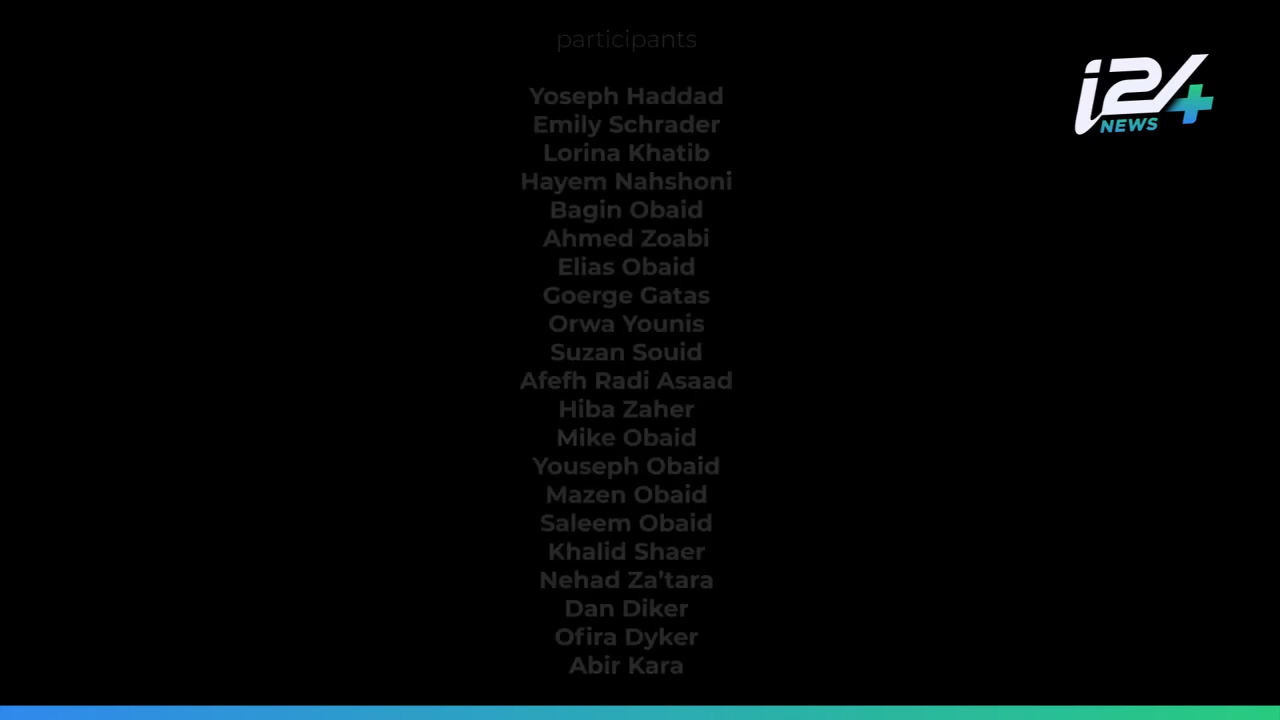 participants
Yoseph Haddad
Emily Schrader
Lorina Khatib
Hayem Nahshoni
Bagin Obaid
Ahmed Zoabi
Elias Obaid
Goerge Gatas
Orwa Younis
Suzan Souid
Afefh Radi Asaad
Hiba Zaher
Mike Obaid
Youseph Obaid
Mazen Obaid
Saleem Obaid
Khalid Shaer
Nehad Za'tara
Dan Diker
Ofira Dyker
Abir Kara
i24+
NEWS